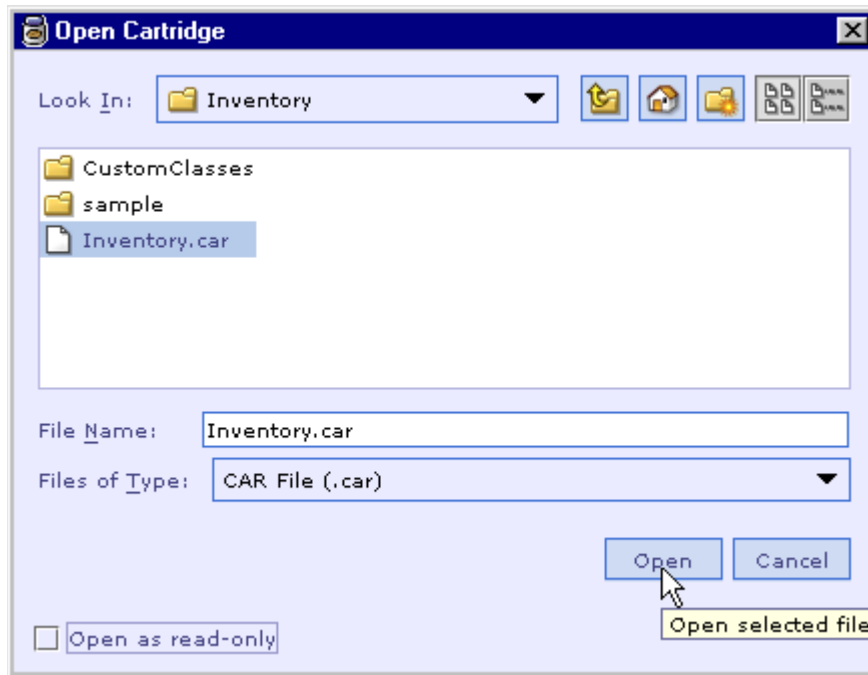 Open Cartridge
Look In: Inventory
CustomClasses
sample
Inventory.car
File Name: Inventory.car
Files of Type: CAR File (.car)
Open Cancel
Open selected file
Open as read-only